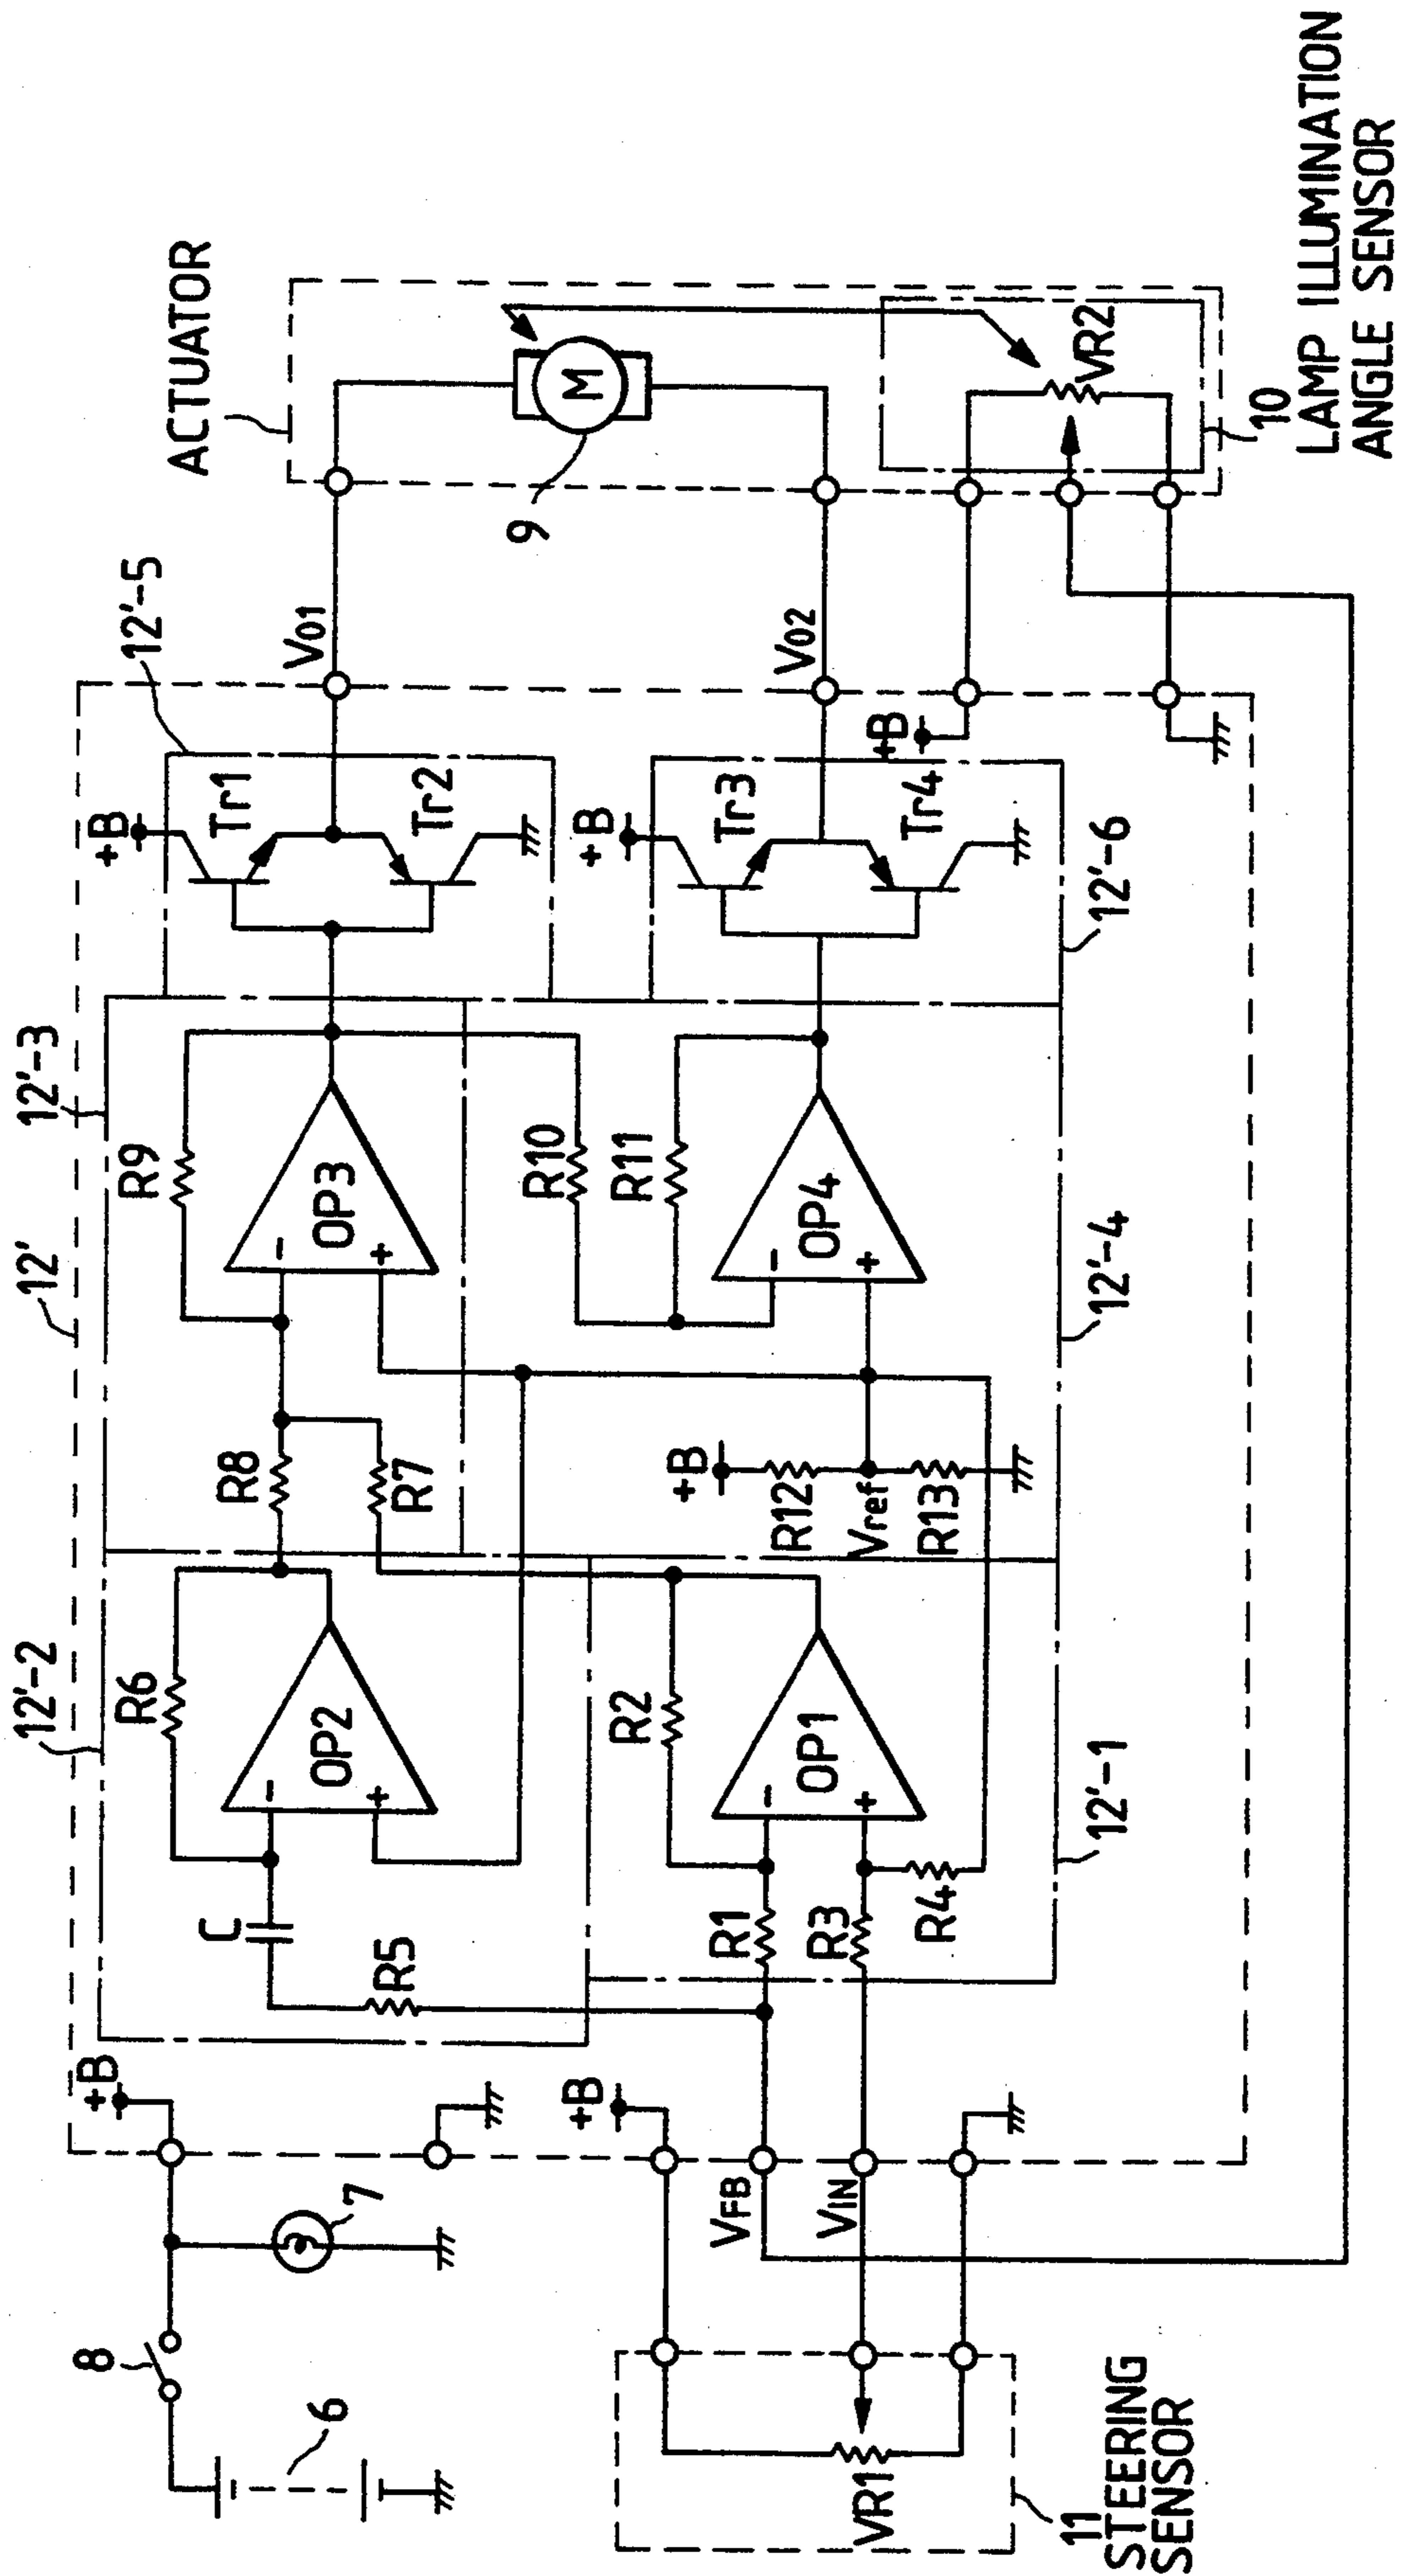 ACTUATOR
9
M
VR2
10
LAMP ILLUMINATION
ANGLE SENSOR
12'-5
V01
V02
+B
Tr1
Tr2
+B
Tr3
Tr4
+B
12'-6
12'
12'-3
R9
OP3
-
+
R10
R11
OP4
-
+
12'-4
R8
R7
+B
R12
Vref
R13
12'-2
R6
OP2
-
+
C
R5
R2
OP1
-
+
R1
R3
R4
12'-1
+B
+B
VFB
VIN
8
7
6
VR1
11
STEERING
SENSOR